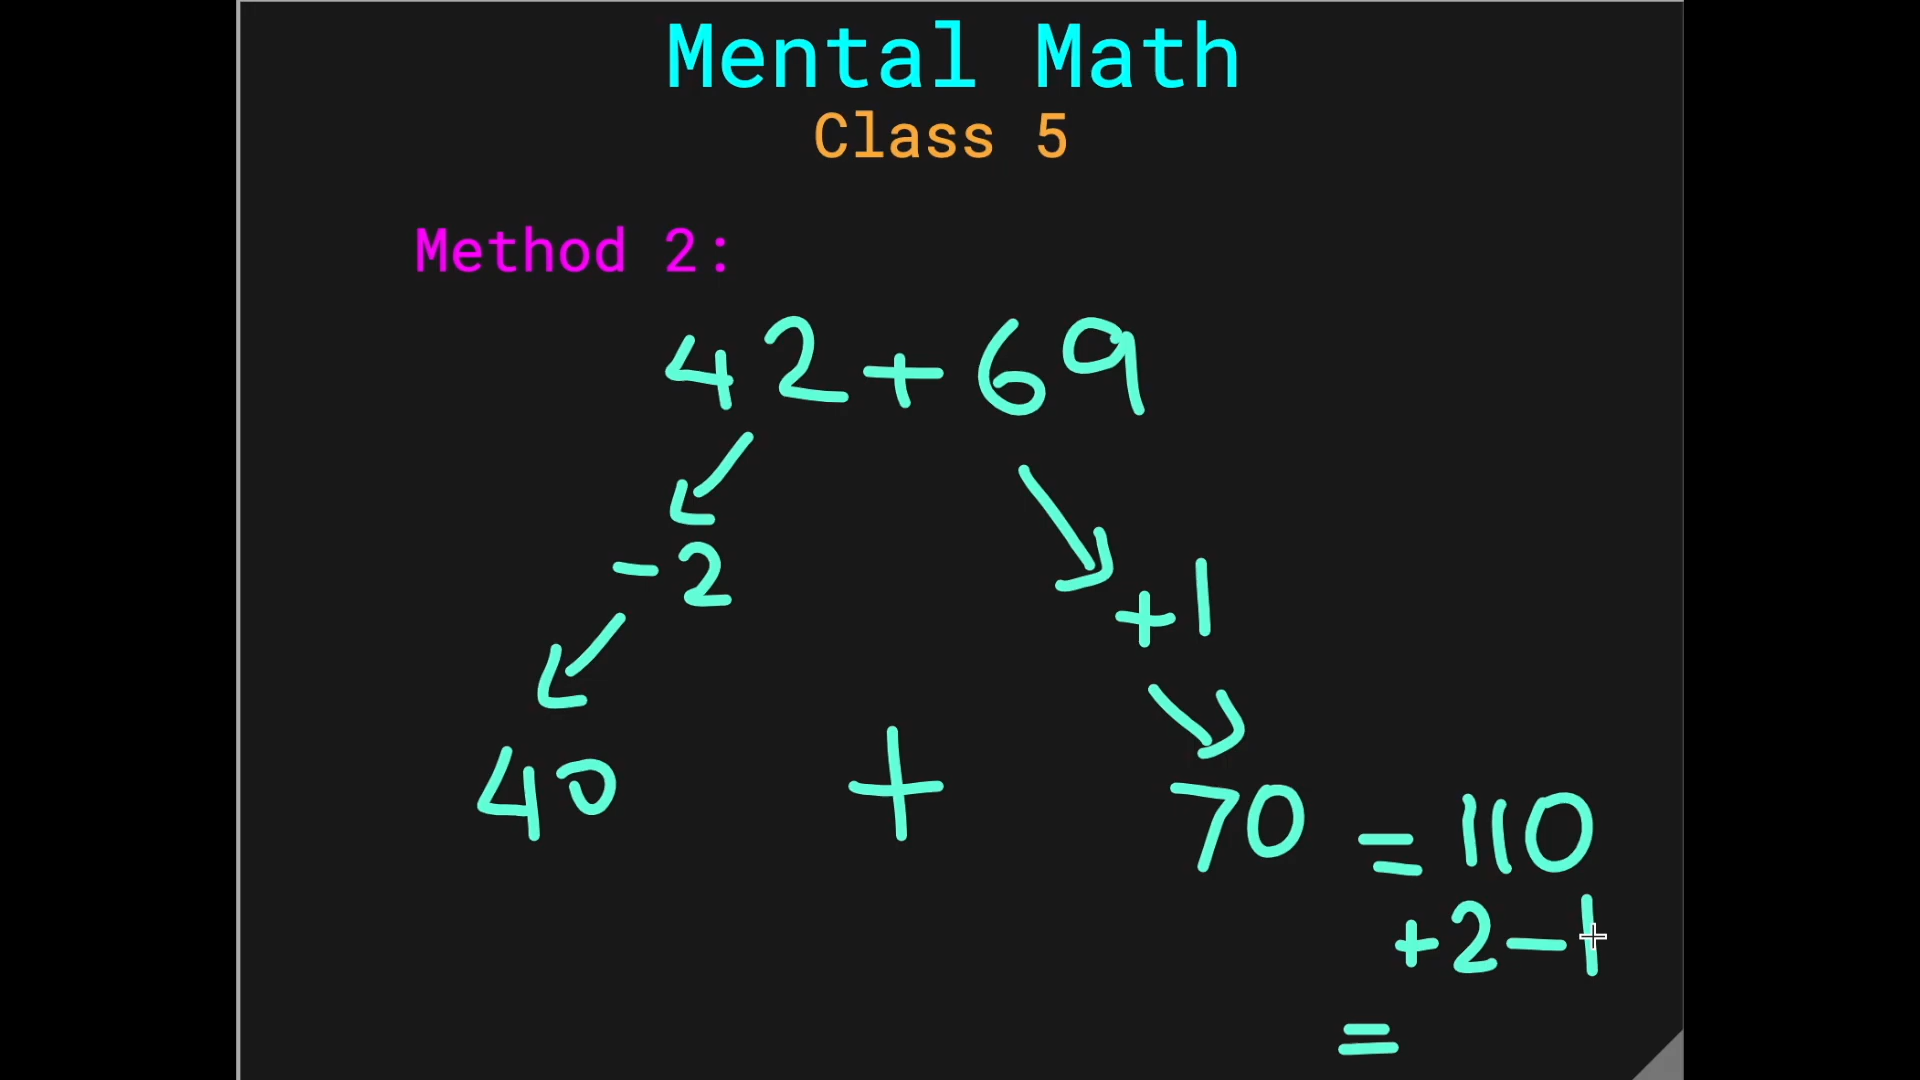 Mental Math
Class 5
Method 2:
42+69
-2
+1
40 + 70 = 110
+2-1
=